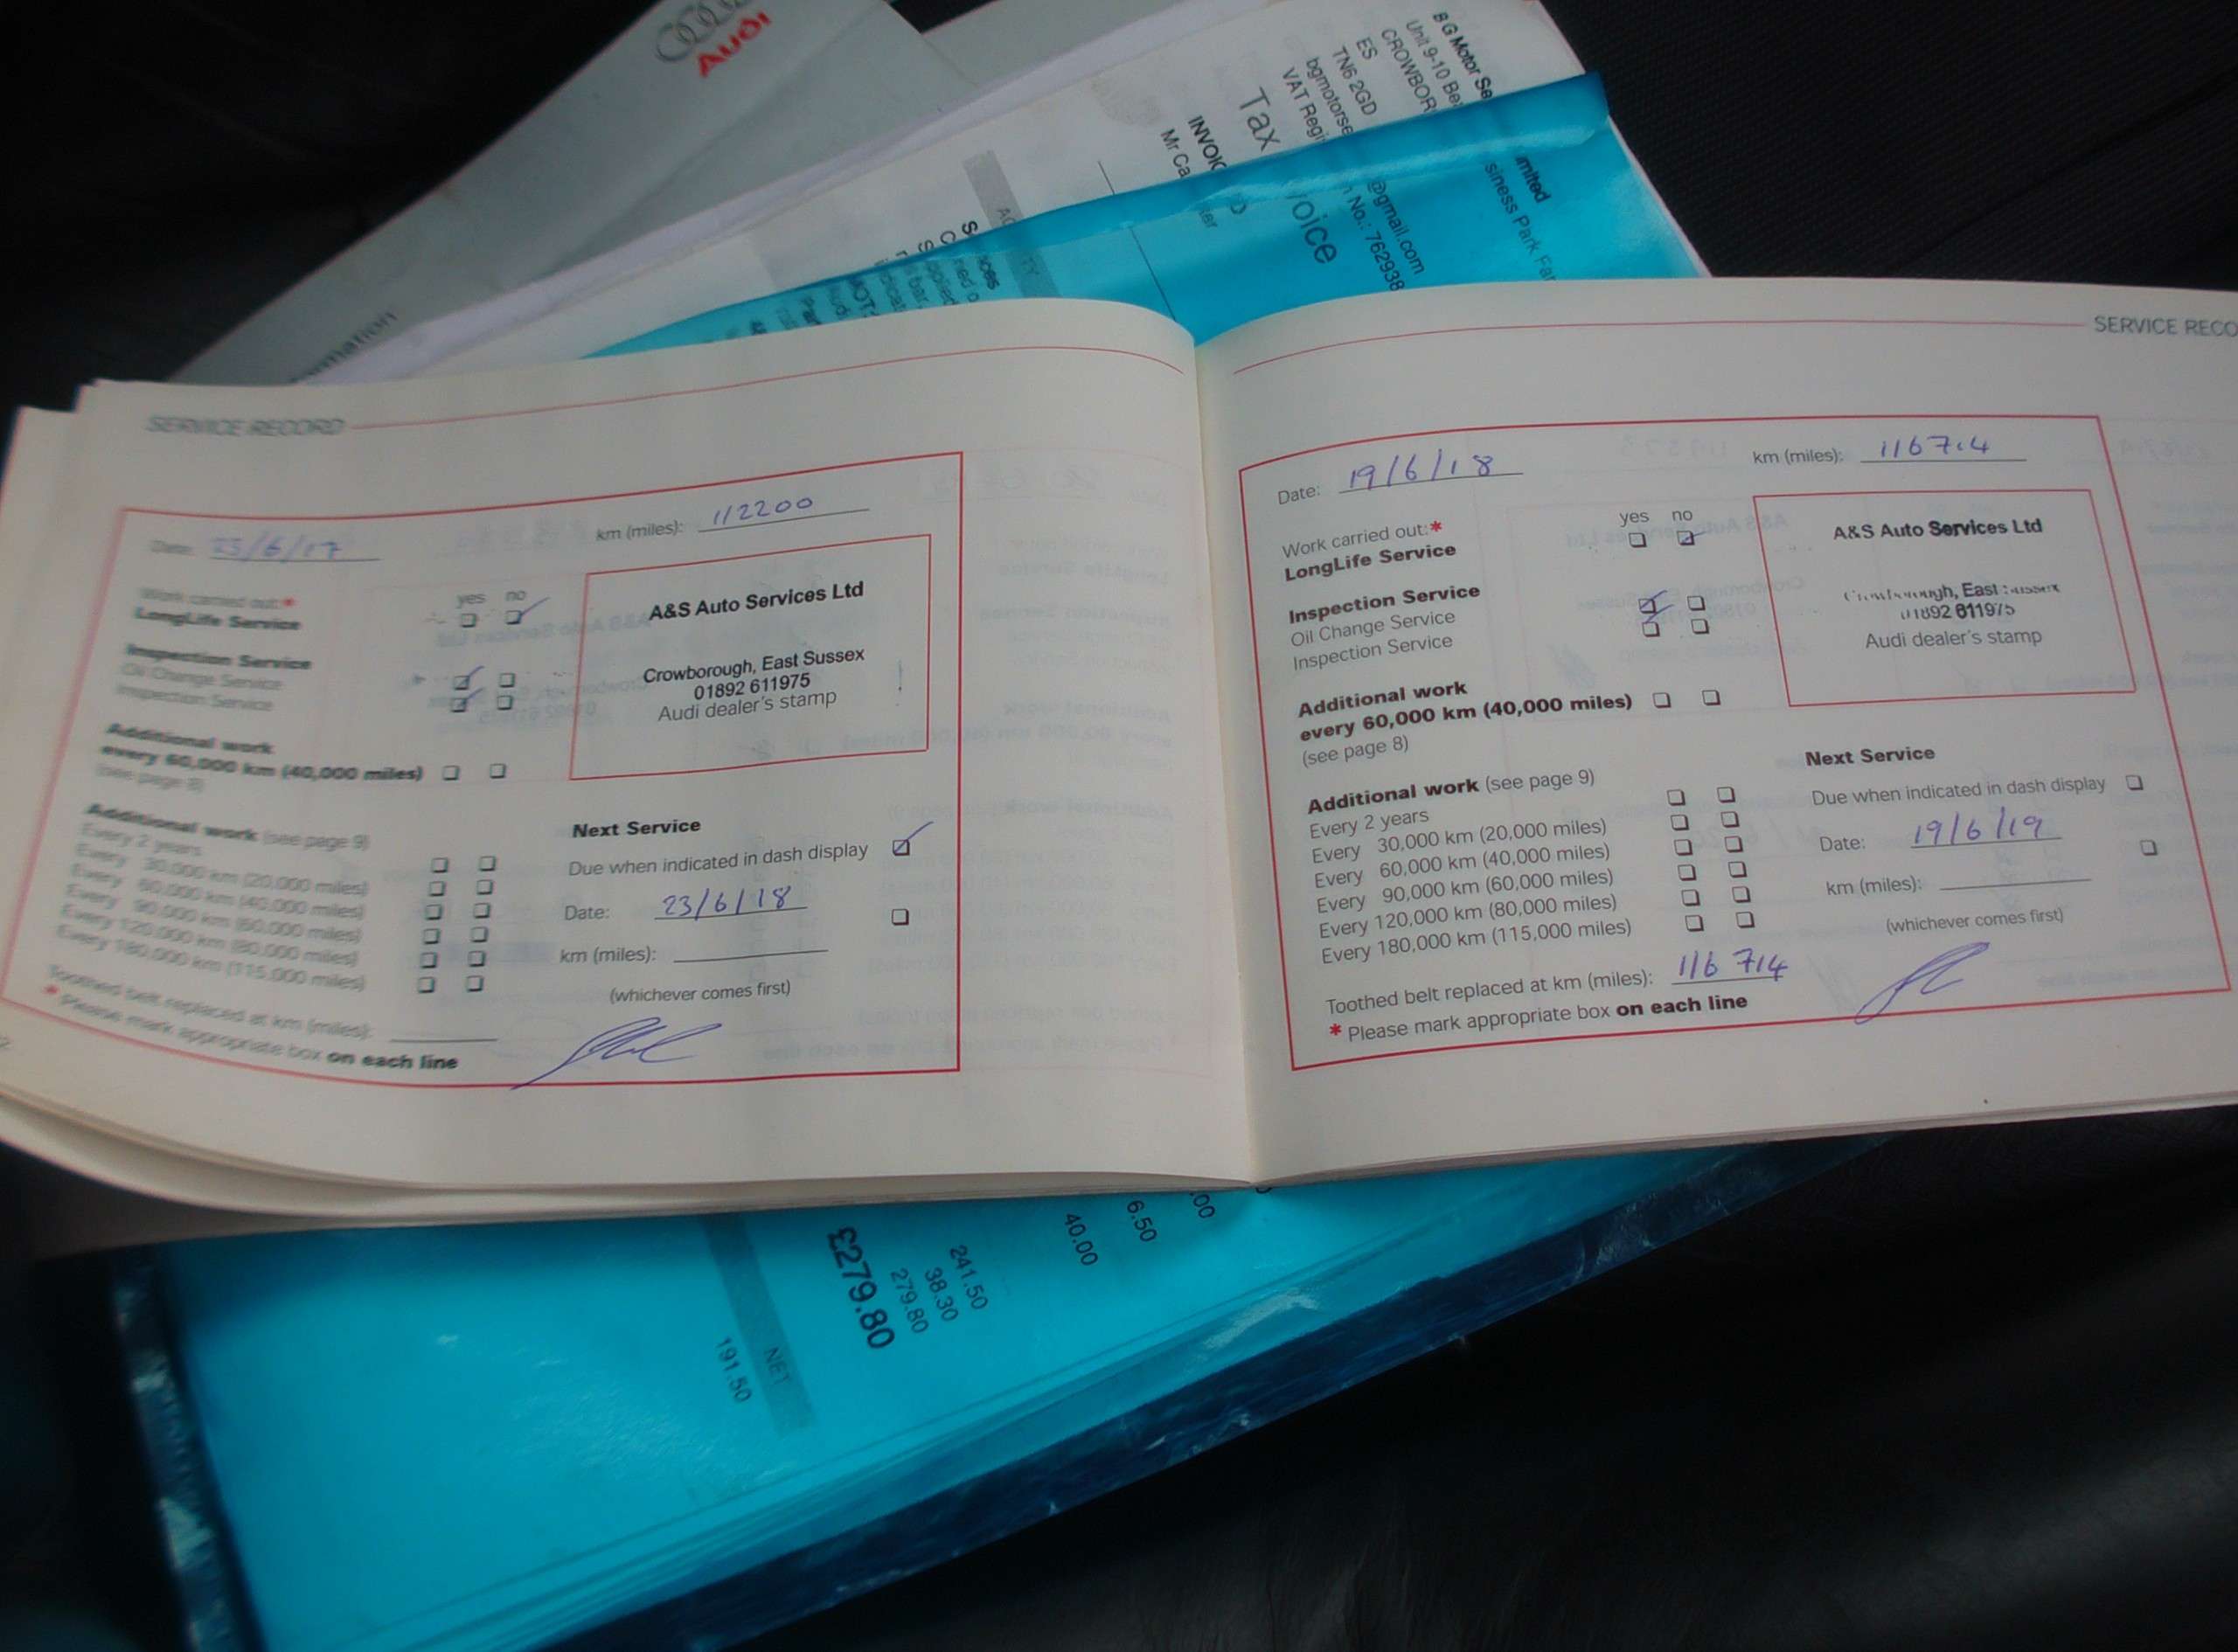 Audi
B G Motor Se
Unit 9-10 Be
siness Park Far
CROWBOR
ES
TN6 2GD
bgmotorse
@gmail.com
VAT Regi
n No.: 762938
Tax
voice
INVOIC
Mr Ca
mation
SERVICE RECORD
Date: 23/6/17
km (miles): 112200
Work carried out:*
yes no
LongLife Service
Inspection Service
Oil Change Service
Inspection Service
A&S Auto Services Ltd
Crowborough, East Sussex
01892 611975
Audi dealer's stamp
Additional work
every 60,000 km (40,000 miles)
(see page 8)
Additional work (see page 9)
Every 2 years
Every 30,000 km (20,000 miles)
Every 60,000 km (40,000 miles)
Every 90,000 km (60,000 miles)
Every 120,000 km (80,000 miles)
Every 180,000 km (115,000 miles)
Toothed belt replaced at km (miles):
* Please mark appropriate box on each line
Next Service
Due when indicated in dash display
Date: 23/6/18
km (miles):
(whichever comes first)
SERVICE RECO
Date: 19/6/18
km (miles): 116714
Work carried out:*
yes no
LongLife Service
Inspection Service
Oil Change Service
Inspection Service
A&S Auto Services Ltd
Crowborough, East Sussex
01892 611975
Audi dealer's stamp
Additional work
every 60,000 km (40,000 miles)
(see page 8)
Additional work (see page 9)
Every 2 years
Every 30,000 km (20,000 miles)
Every 60,000 km (40,000 miles)
Every 90,000 km (60,000 miles)
Every 120,000 km (80,000 miles)
Every 180,000 km (115,000 miles)
Toothed belt replaced at km (miles): 116 714
* Please mark appropriate box on each line
Next Service
Due when indicated in dash display
Date: 19/6/19
km (miles):
(whichever comes first)
.00
6.50
40.00
241.50
38.30
279.80
£279.80
NET
191.50